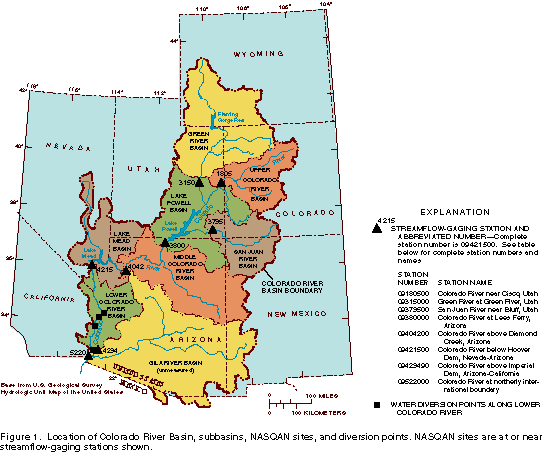 110°
106°
104°
44°
WYOMING
42°
116°
114°
112°
Flaming
Gorge Res
GREEN
RIVER
BASIN
NEVADA
UTAH
UPPER
COLORADO
RIVER
BASIN
3150
1805
LAKE
POWELL
BASIN
3795
COLORADO
36°
LAKE
MEAD
BASIN
Lake
Powell
3800
SAN JUAN
RIVER
BASIN
Lake
Mead
4215
4042
MIDDLE
COLORADO
RIVER
BASIN
COLORADO RIVER
BASIN BOUNDARY
CALIFORNIA
LOWER
COLORADO
RIVER
BASIN
NEW MEXICO
34°
ARIZONA
5220
4294
GILA RIVER BASIN
(unmeasured)
MEXICO
Base from U.S. Geological Survey
Hydrologic Unit Map of the United States
0 100 MILES
0 100 KILOMETERS
EXPLANATION
4215
STREAMFLOW-GAGING STATION AND
ABBREVIATED NUMBER—Complete
station number is 09421500. See table
below for complete station numbers and
names
STATION
NUMBER STATION NAME
09180500 Colorado River near Cisco, Utah
09315000 Green River at Green River, Utah
09379500 San Juan River near Bluff, Utah
09380000 Colorado River at Lees Ferry,
Arizona
09404200 Colorado River above Diamond
Creek, Arizona
09421500 Colorado River below Hoover
Dam, Nevada-Arizona
09429490 Colorado River above Imperial
Dam, Arizona-California
09522000 Colorado River at northerly inter-
national boundary
WATER DIVERSION POINTS ALONG LOWER
COLORADO RIVER
Figure 1. Location of Colorado River Basin, subbasins, NASQAN sites, and diversion points. NASQAN sites are at or near
streamflow-gaging stations shown.